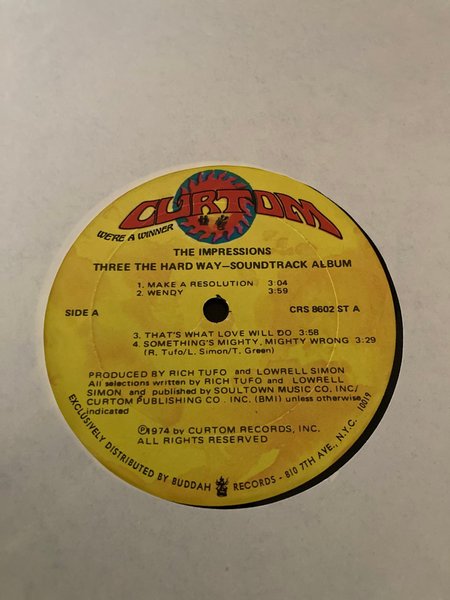 CURTOM
WE'RE A WINNER
THE IMPRESSIONS
THREE THE HARD WAY—SOUNDTRACK ALBUM
1. MAKE A RESOLUTION 3:04
2. WENDY 3:59
SIDE A
CRS 8602 ST A
3. THAT'S WHAT LOVE WILL DO 3:58
4. SOMETHING'S MIGHTY, MIGHTY WRONG 3:29
(R. Tufo/L. Simon/T. Green)
PRODUCED BY RICH TUFO and LOWRELL SIMON
All selections written by RICH TUFO and LOWRELL
SIMON and published by SOULTOWN MUSIC CO. INC/
CURTOM PUBLISHING CO. INC. (BMI) unless otherwise
indicated
Ⓟ1974 by CURTOM RECORDS, INC.
ALL RIGHTS RESERVED
EXCLUSIVELY DISTRIBUTED BY BUDDAH RECORDS - 810 7TH AVE., N.Y.C. 10019